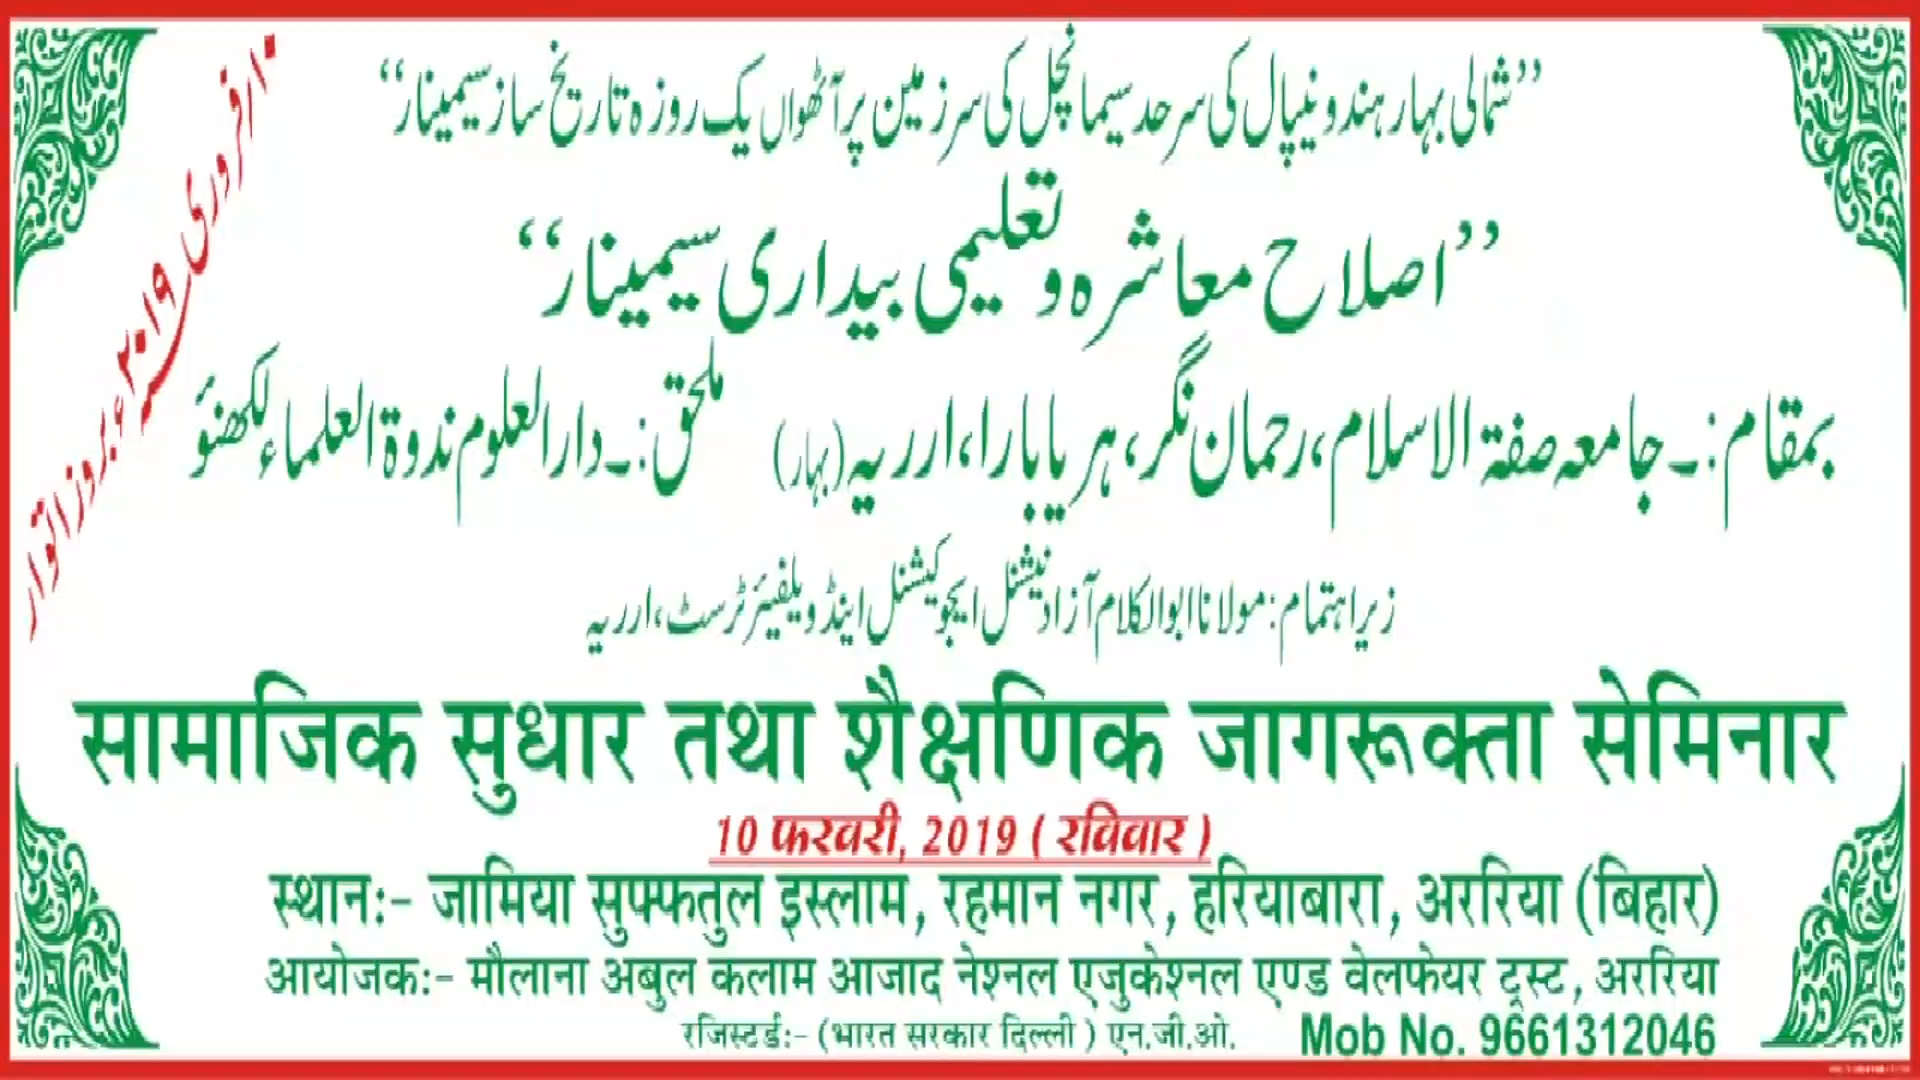 ”شمالی بہار ہند و نیپال کی سرحد سیمانچل کی سرزمین پر آٹھواں یک روزہ تاریخ ساز سیمینار“
۱۰ فروری ۲۰۱۹ء بروز اتوار
”اصلاح معاشرہ و تعلیمی بیداری سیمینار“
بمقام:۔ جامعہ صفۃ الاسلام، رحمان نگر، ہریابارا، ارریہ (بہار) ملحق:۔ دارالعلوم ندوۃ العلماء لکھنؤ
زیر اہتمام: مولانا ابوالکلام آزاد نیشنل ایجوکیشنل اینڈ ویلفیئر ٹرسٹ، ارریہ
सामाजिक सुधार तथा शैक्षणिक जागरूक्ता सेमिनार
10 फरवरी, 2019 ( रविवार )
स्थान:- जामिया सुफ्फतुल इस्लाम, रहमान नगर, हरियाबारा, अररिया (बिहार)
आयोजक:- मौलाना अबुल कलाम आजाद नेश्नल एजुकेश्नल एण्ड वेलफेयर ट्रस्ट, अररिया
रजिस्टर्ड:- (भारत सरकार दिल्ली ) एन.जी.ओ. Mob No. 9661312046